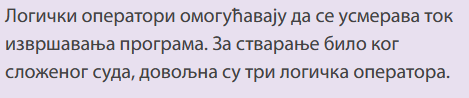 Логички оператори омогућавају да се усмерава ток
извршавања програма. За стварање било ког
сложеног суда, довољна су три логичка оператора.